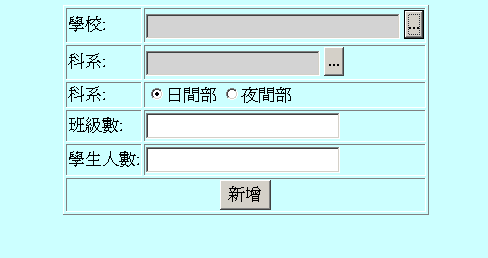 學校: ...
科系: ...
科系: 日間部 夜間部
班級數:
學生人數:
新增